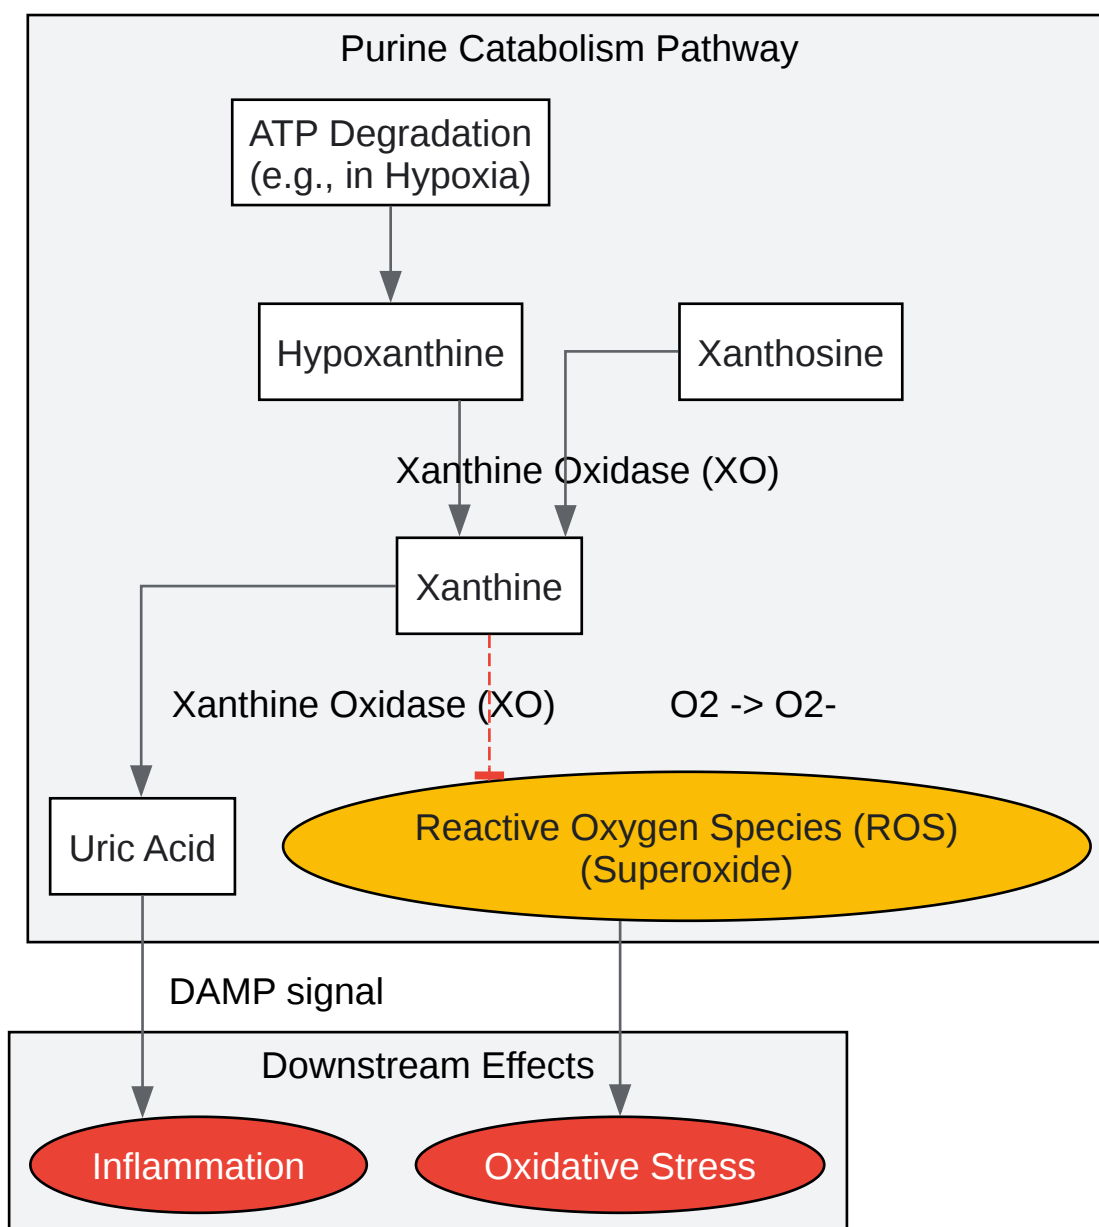 Purine Catabolism Pathway
ATP Degradation
(e.g., in Hypoxia)
Hypoxanthine
Xanthosine
Xanthine Oxidase (XO)
Xanthine
Xanthine Oxidase (XO)
O2 -> O2-
Uric Acid
Reactive Oxygen Species (ROS)
(Superoxide)
DAMP signal
Downstream Effects
Inflammation
Oxidative Stress